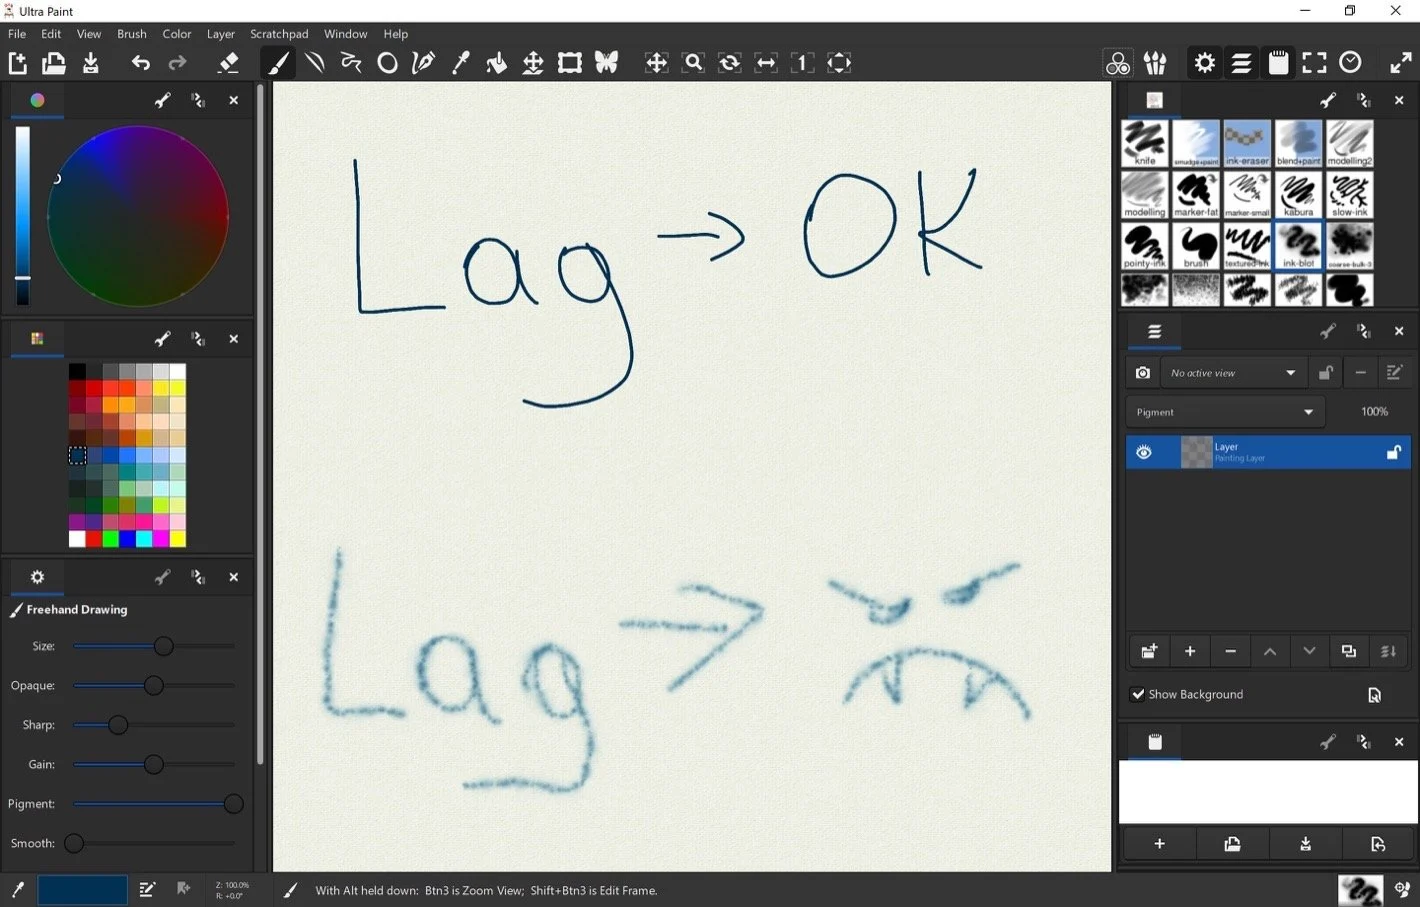 Ultra Paint
File Edit View Brush Color Layer Scratchpad Window Help
1
Lag → OK
Lag →
knife smudge+paint ink-eraser blend+paint modelling2
modelling marker-fat marker-small kabura slow-ink
pointy-ink brush textured-ink ink-blot coarse-bulk-3
No active view
Pigment 100%
Layer
Painting Layer
Show Background
Freehand Drawing
Size:
Opaque:
Sharp:
Gain:
Pigment:
Smooth:
Z: 100.0%
R: +0.0°
With Alt held down: Btn3 is Zoom View; Shift+Btn3 is Edit Frame.